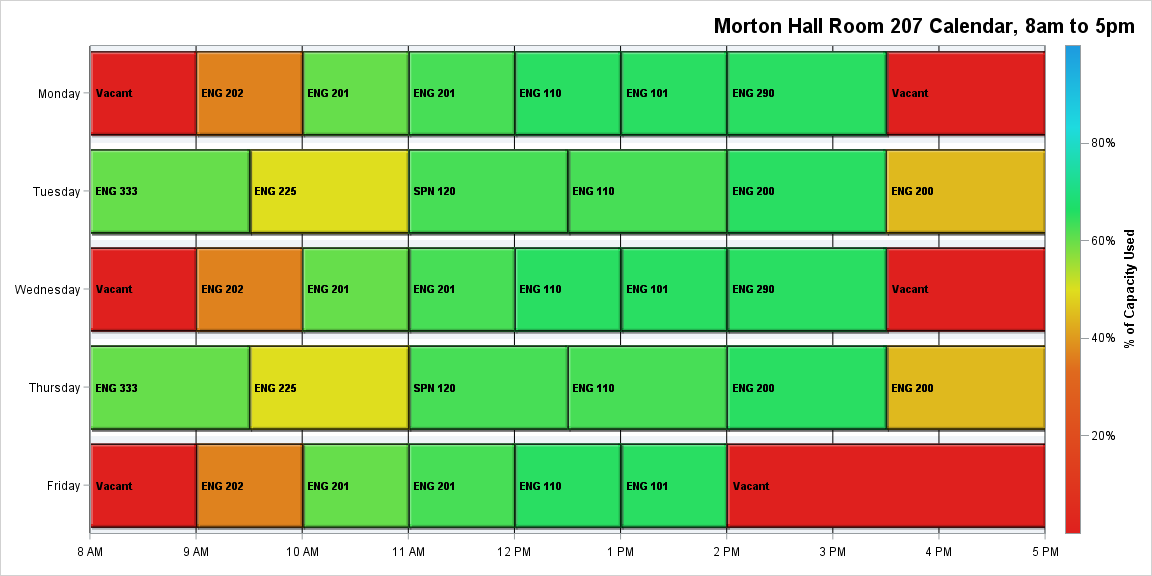 Morton Hall Room 207 Calendar, 8am to 5pm
Monday
Vacant
ENG 202
ENG 201
ENG 201
ENG 110
ENG 101
ENG 290
Vacant
Tuesday
ENG 333
ENG 225
SPN 120
ENG 110
ENG 200
ENG 200
Wednesday
Vacant
ENG 202
ENG 201
ENG 201
ENG 110
ENG 101
ENG 290
Vacant
Thursday
ENG 333
ENG 225
SPN 120
ENG 110
ENG 200
ENG 200
Friday
Vacant
ENG 202
ENG 201
ENG 201
ENG 110
ENG 101
Vacant
8 AM
9 AM
10 AM
11 AM
12 PM
1 PM
2 PM
3 PM
4 PM
5 PM
80%
60%
40%
20%
% of Capacity Used